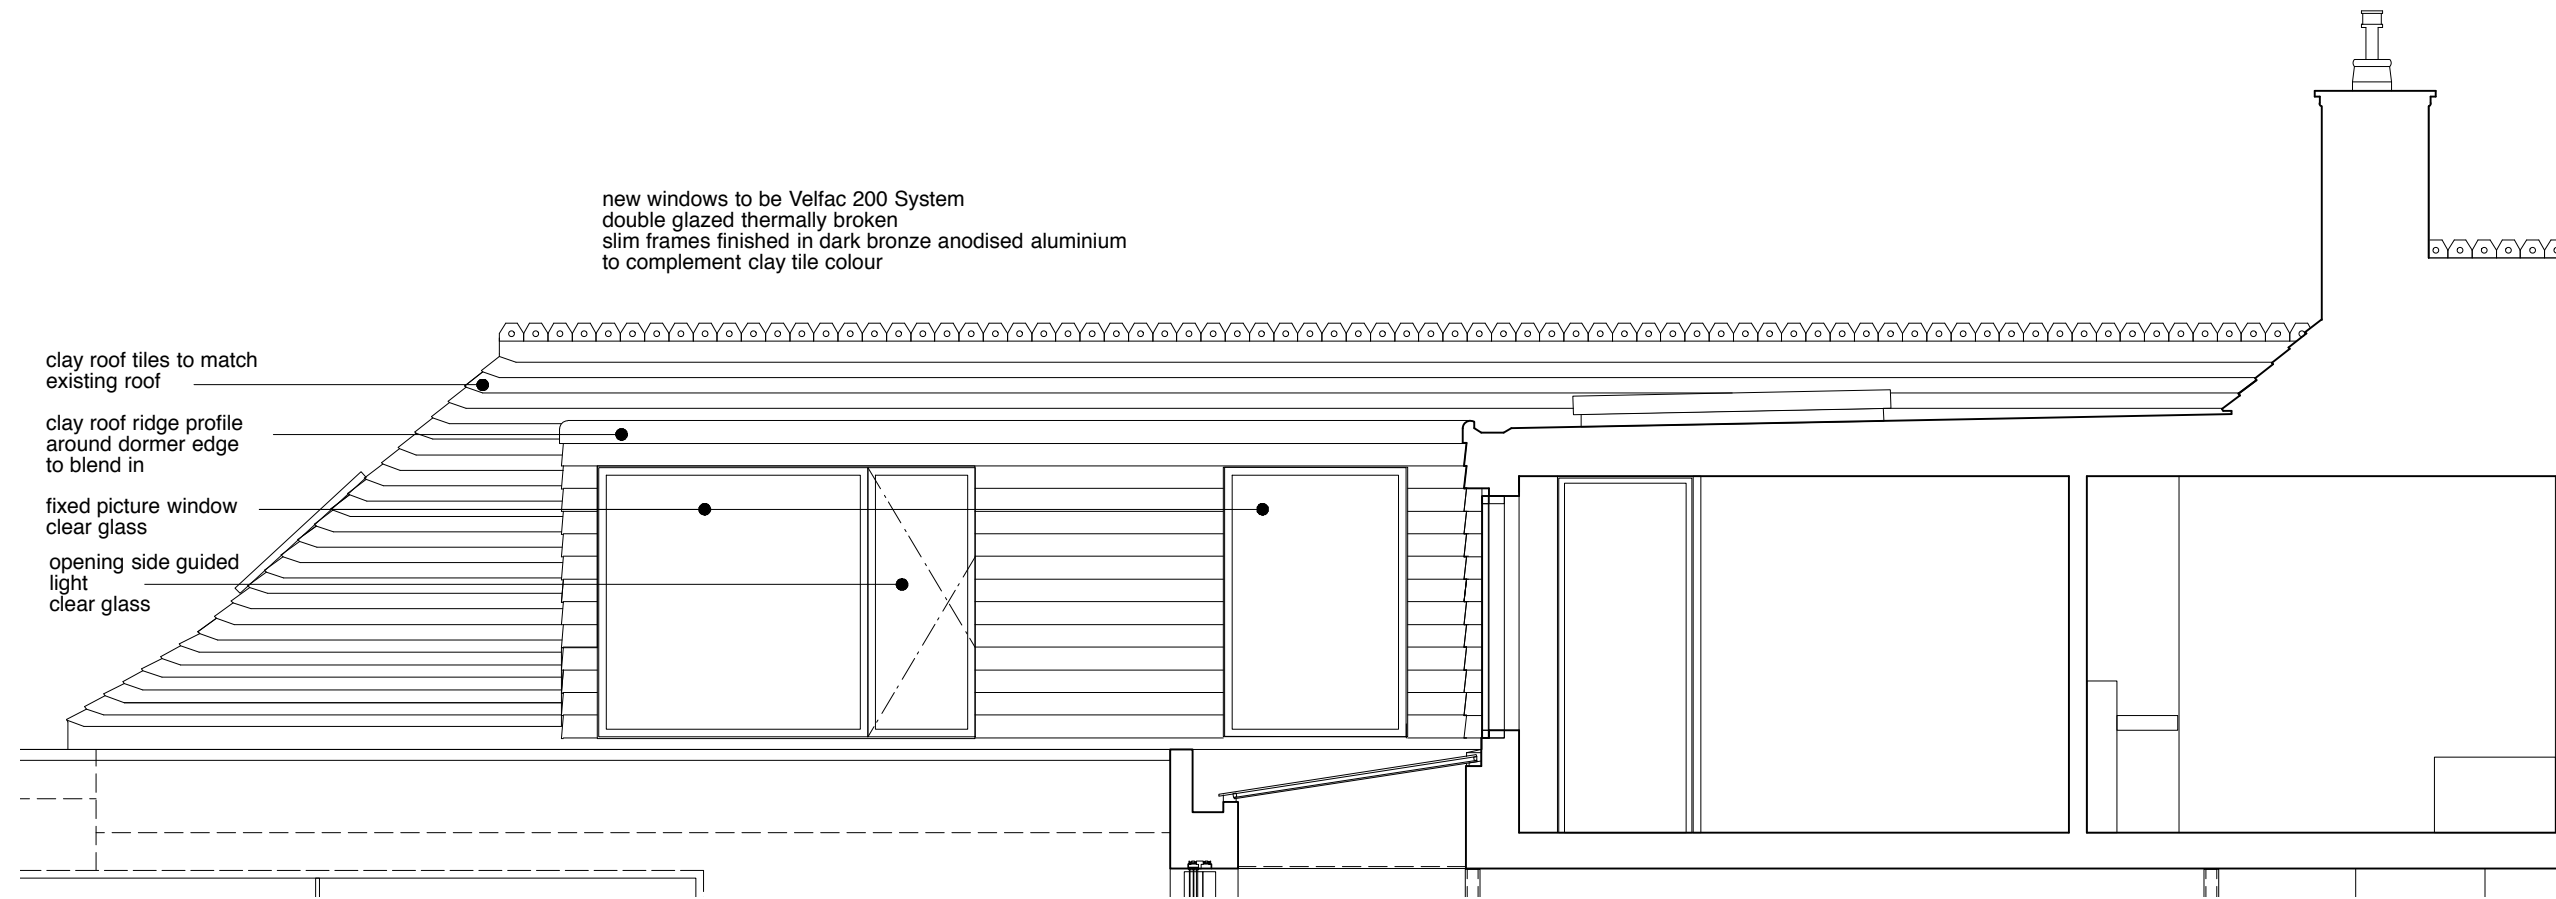 new windows to be Velfac 200 System
double glazed thermally broken
slim frames finished in dark bronze anodised aluminium
to complement clay tile colour
clay roof tiles to match
existing roof
clay roof ridge profile
around dormer edge
to blend in
fixed picture window
clear glass
opening side guided
light
clear glass